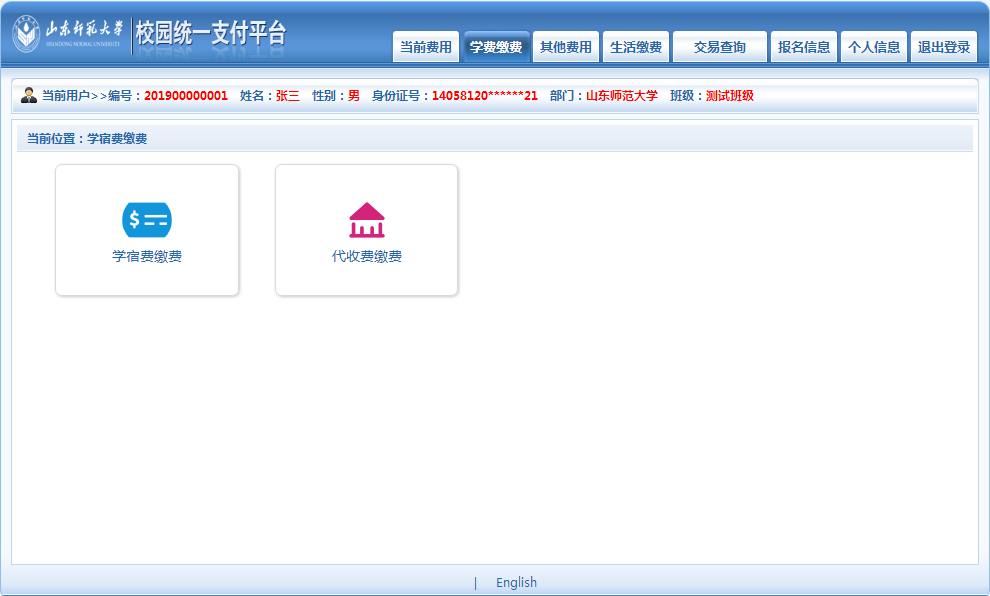 山东师范大学
SHANDONG NORMAL UNIVERSITY
校园统一支付平台
当前费用 学费缴费 其他费用 生活缴费 交易查询 报名信息 个人信息 退出登录
当前用户>>编号：201900000001 姓名：张三 性别：男 身份证号：14058120******21 部门：山东师范大学 班级：测试班级
当前位置：学宿费缴费
学宿费缴费 代收费缴费
| English